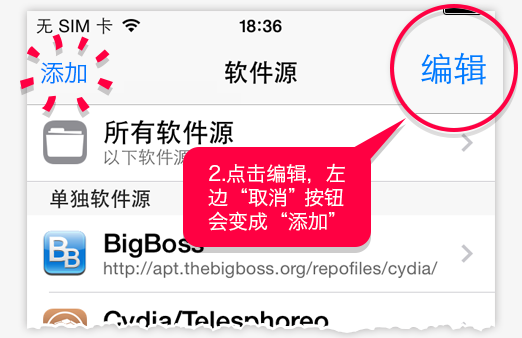 无 SIM 卡 18:36
添加 软件源 编辑
所有软件源
以下软件源
2.点击编辑，左
边“取消”按钮
会变成“添加”
单独软件源
BigBoss
http://apt.thebigboss.org/repofiles/cydia/
Cydia/Telesphoreo